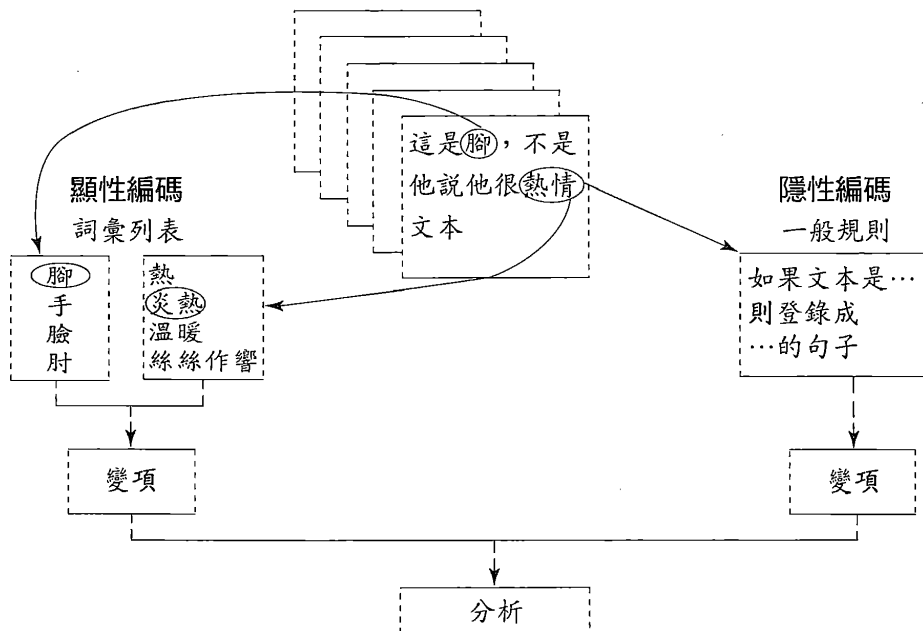 這是腳，不是
他說他很熱情
文本
顯性編碼
詞彙列表
腳
手
臉
肘
熱
炎熱
溫暖
絲絲作響
變項
隱性編碼
一般規則
如果文本是…
則登錄成
…的句子
變項
分析